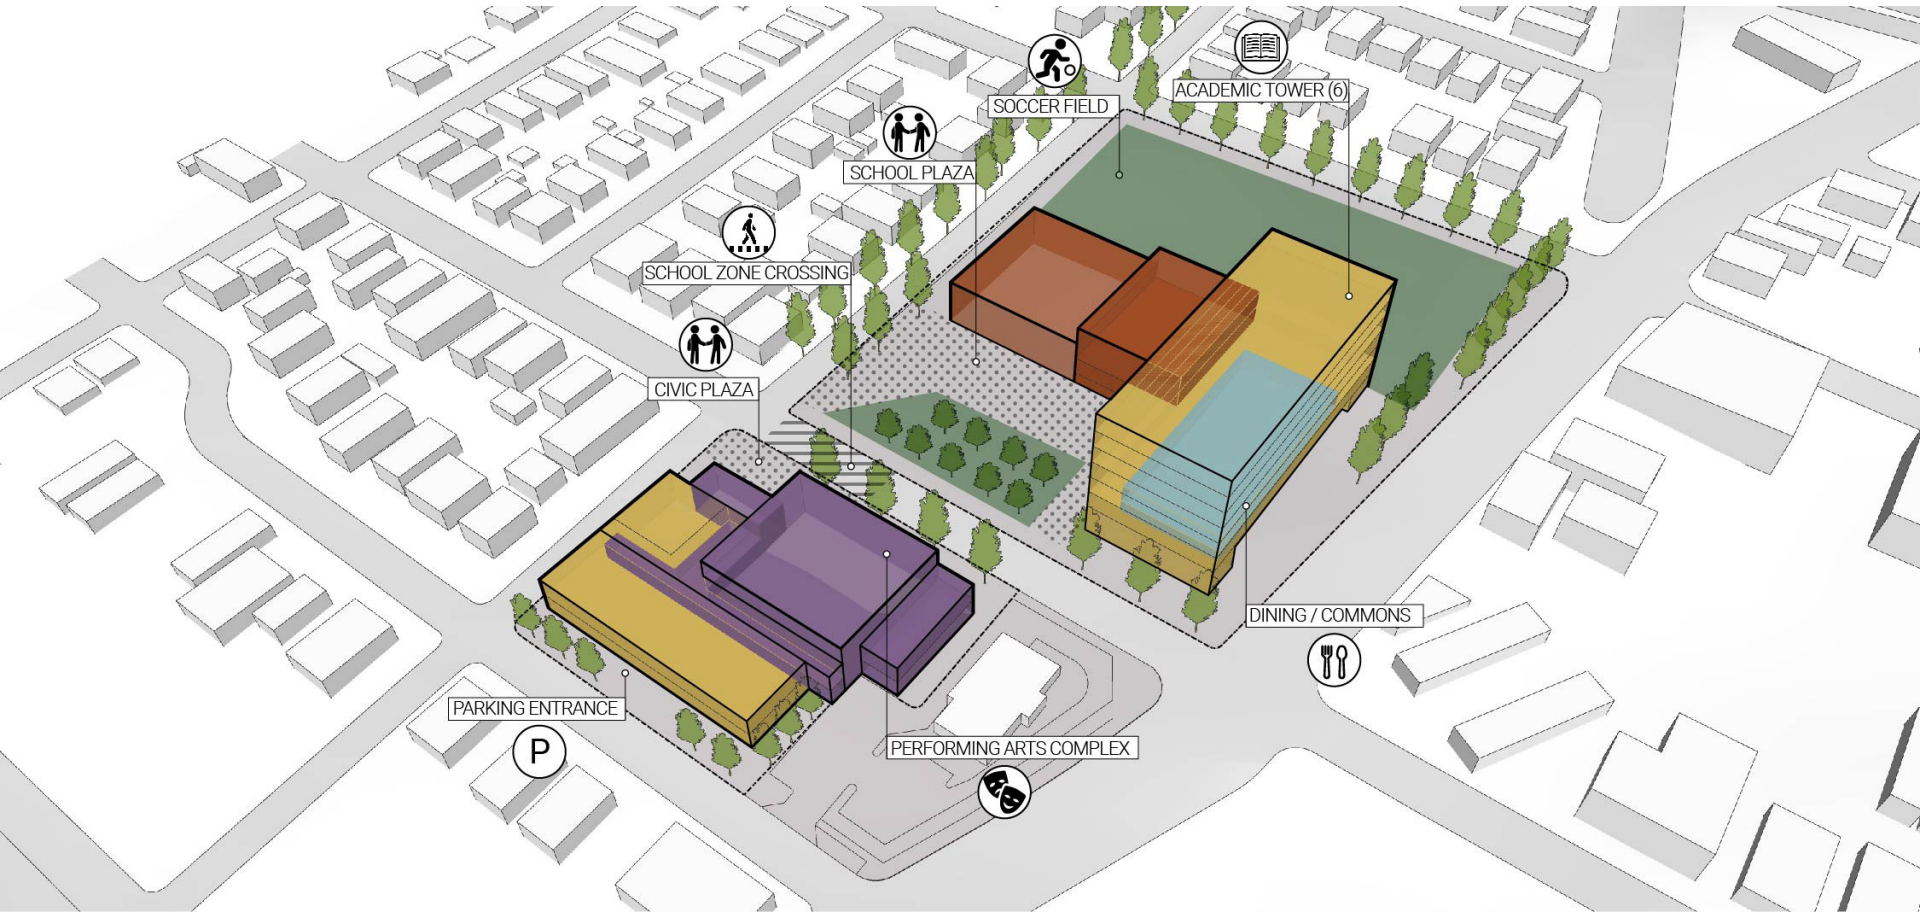 ACADEMIC TOWER (6)
SOCCER FIELD
SCHOOL PLAZA
SCHOOL ZONE CROSSING
CIVIC PLAZA
DINING / COMMONS
PARKING ENTRANCE
P
PERFORMING ARTS COMPLEX